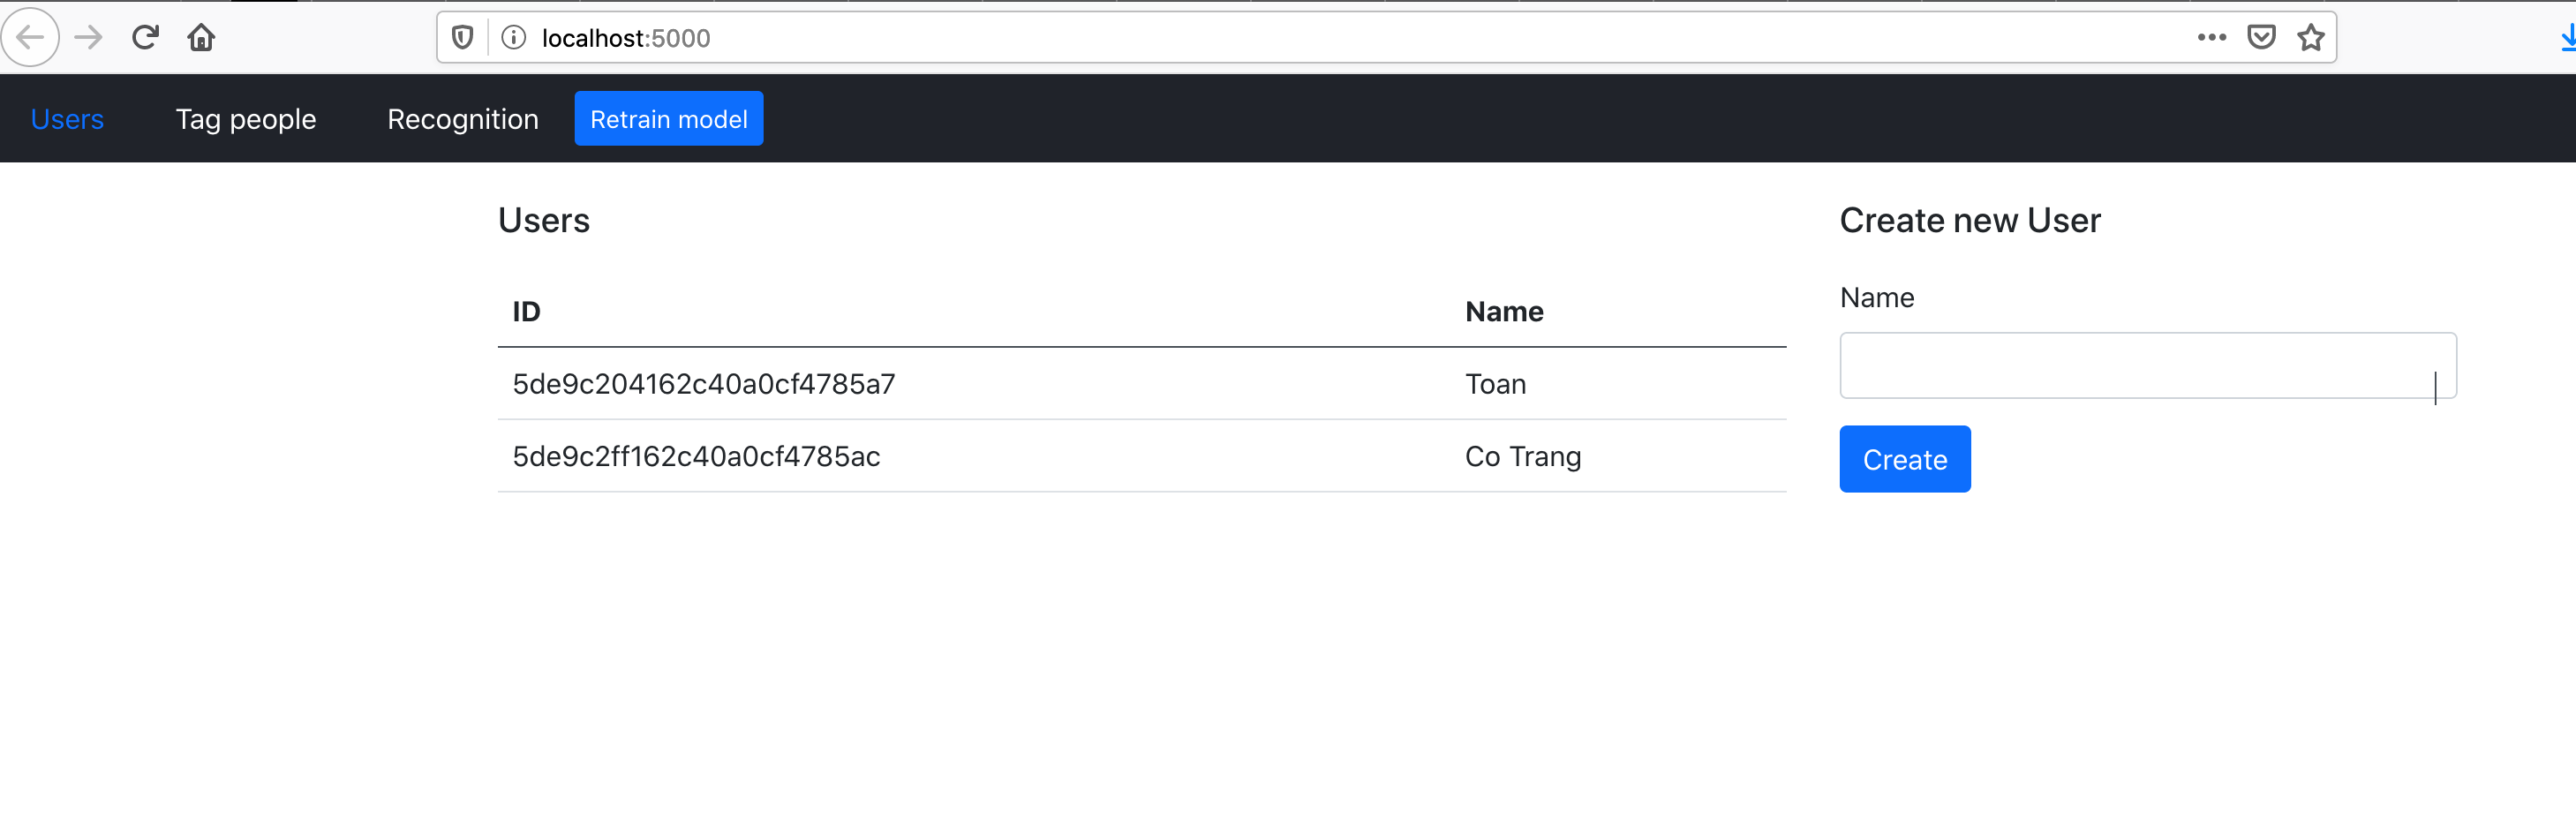 localhost:5000
Users Tag people Recognition Retrain model
Users
ID Name
5de9c204162c40a0cf4785a7 Toan
5de9c2ff162c40a0cf4785ac Co Trang
Create new User
Name
Create